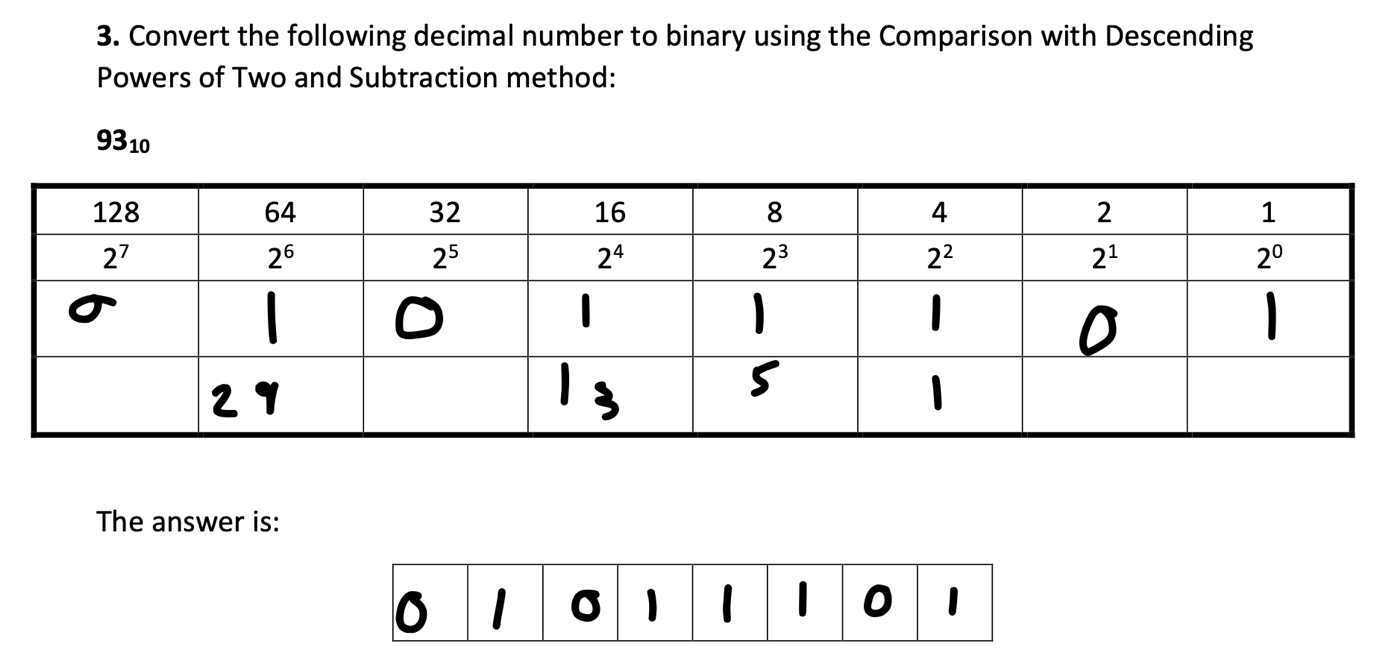 3. Convert the following decimal number to binary using the Comparison with Descending
Powers of Two and Subtraction method:
93₁₀
128 64 32 16 8 4 2 1
2⁷ 2⁶ 2⁵ 2⁴ 2³ 2² 2¹ 2⁰
0 1 0 1 1 1 0 1
29 13 5 1
The answer is:
0 1 0 1 1 1 0 1